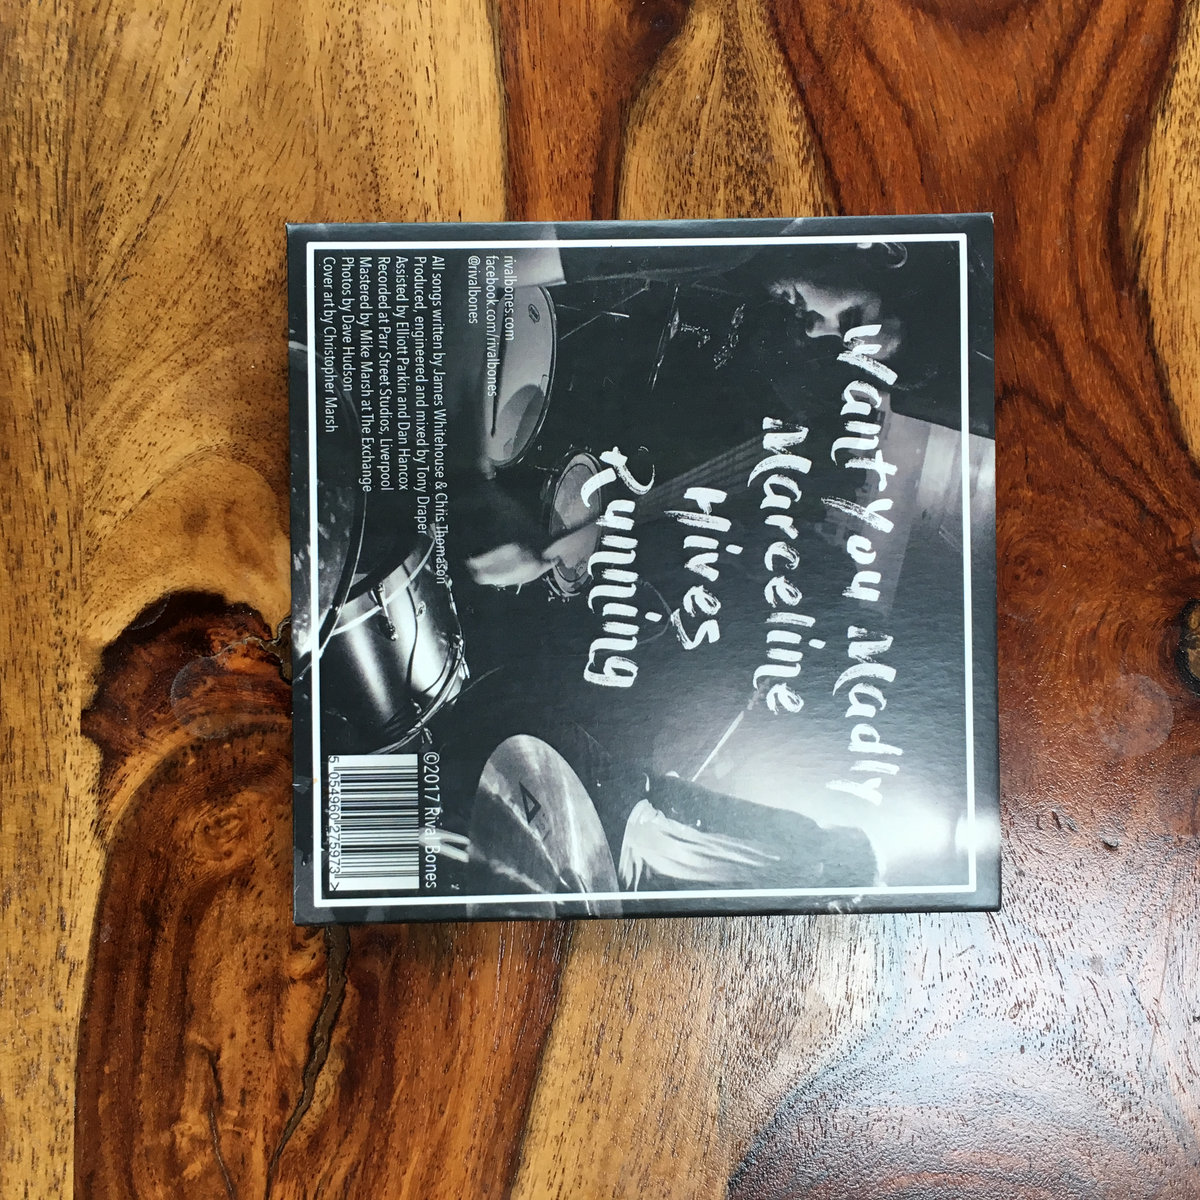 Want You Madly
Marceline
Hives
Running
rivalbones.com
facebook.com/rivalbones
@rivalbones
All songs written by James Whitehouse & Chris Thomason
Produced, engineered and mixed by Tony Draper
Assisted by Elliott Parkin and Dan Hancox
Recorded at Parr Street Studios, Liverpool
Mastered by Mike Marsh at The Exchange
Photos by Dave Hudson
Cover art by Christopher Marsh
©2017 Rival Bones
5 054960 275973 >